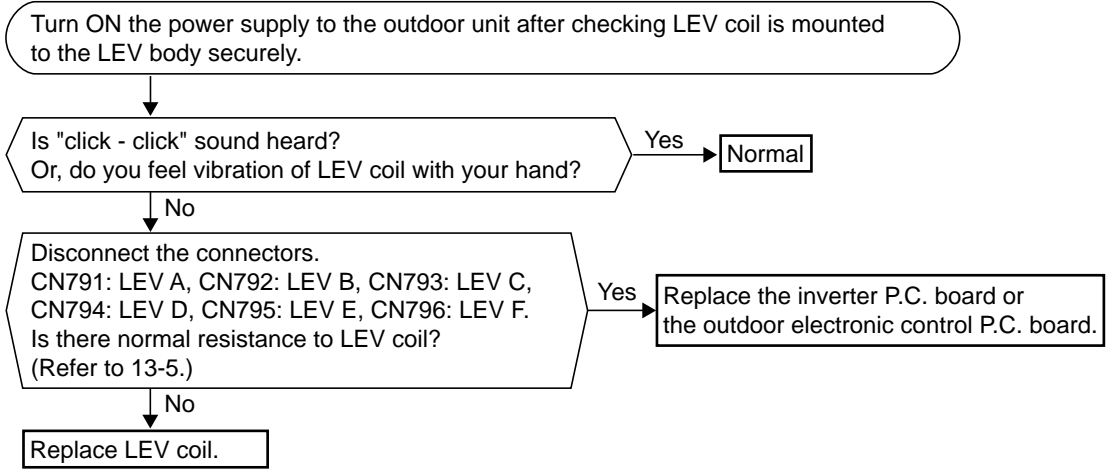 Turn ON the power supply to the outdoor unit after checking LEV coil is mounted
to the LEV body securely.
Is "click - click" sound heard?
Or, do you feel vibration of LEV coil with your hand?
Yes
Normal
No
Disconnect the connectors.
CN791: LEV A, CN792: LEV B, CN793: LEV C,
CN794: LEV D, CN795: LEV E, CN796: LEV F.
Is there normal resistance to LEV coil?
(Refer to 13-5.)
Yes
Replace the inverter P.C. board or
the outdoor electronic control P.C. board.
No
Replace LEV coil.